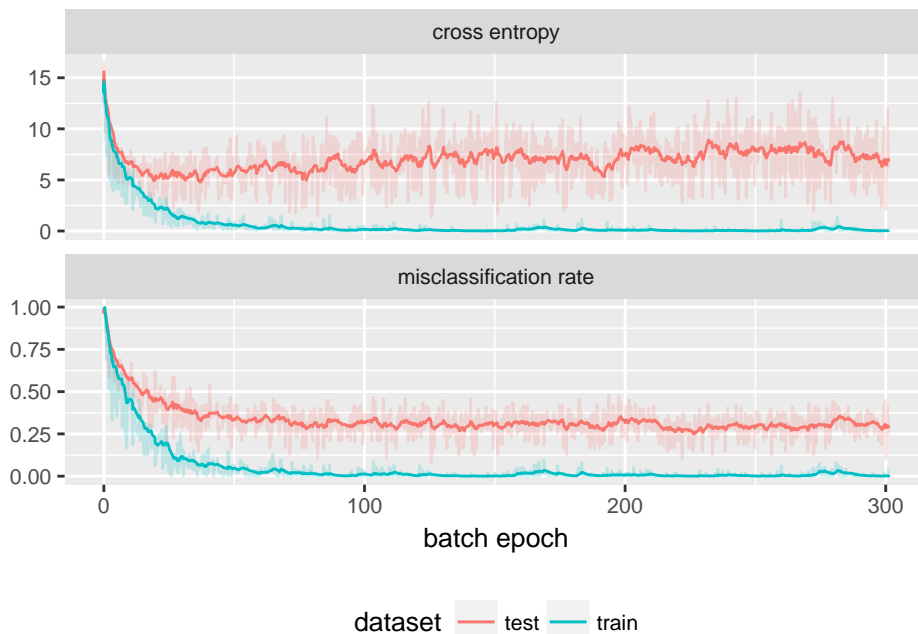 cross entropy
15
10
5
0
misclassification rate
1.00
0.75
0.50
0.25
0.00
0 100 200 300
batch epoch
dataset test train